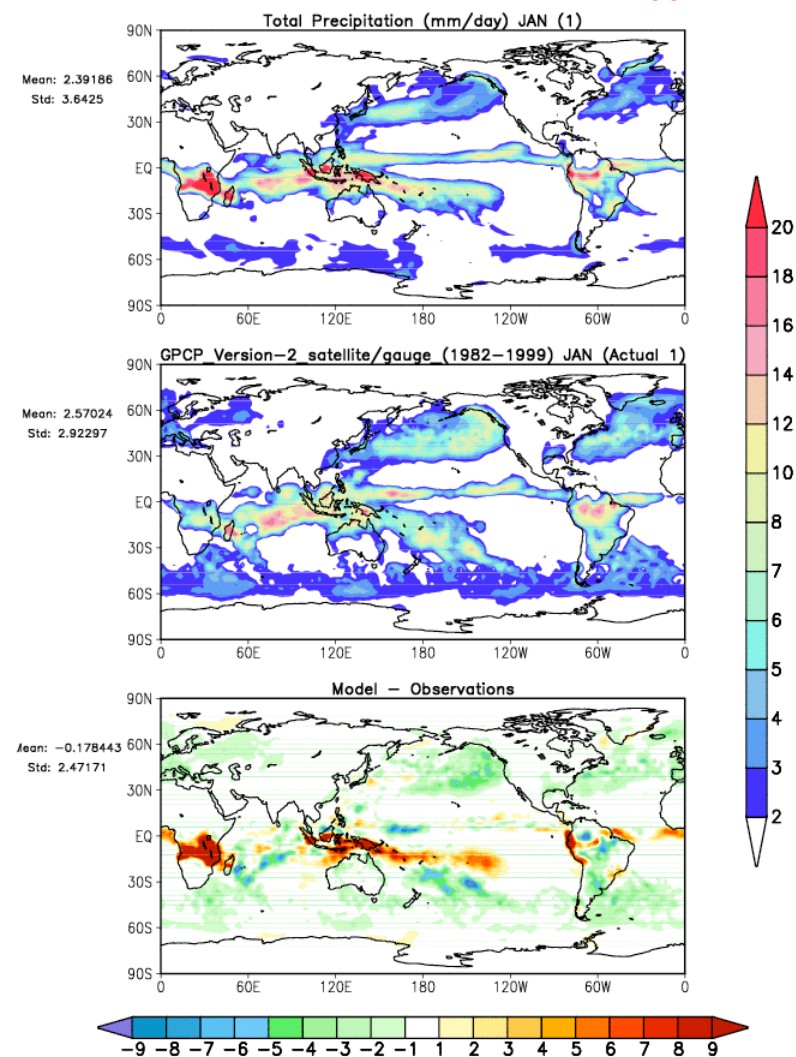 Total Precipitation (mm/day) JAN (1)
Mean: 2.39186
Std: 3.6425
90N
60N
30N
EQ
30S
60S
90S
0 60E 120E 180 120W 60W 0
GPCP_Version-2_satellite/gauge_(1982-1999) JAN (Actual 1)
Mean: 2.57024
Std: 2.92297
90N
60N
30N
EQ
30S
60S
90S
0 60E 120E 180 120W 60W 0
Model - Observations
Mean: -0.178443
Std: 2.47171
90N
60N
30N
EQ
30S
60S
90S
0 60E 120E 180 120W 60W 0
20
18
16
14
12
10
8
7
6
5
4
3
2
-9 -8 -7 -6 -5 -4 -3 -2 -1 1 2 3 4 5 6 7 8 9